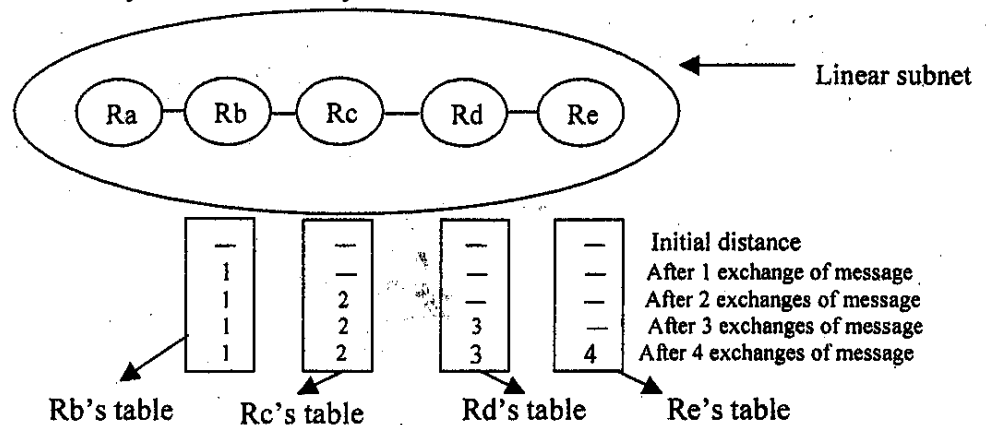 Linear subnet
Ra Rb Rc Rd Re
— — — — Initial distance
1 — — — After 1 exchange of message
1 2 — — After 2 exchanges of message
1 2 3 — After 3 exchanges of message
1 2 3 4 After 4 exchanges of message
Rb's table Rc's table Rd's table Re's table